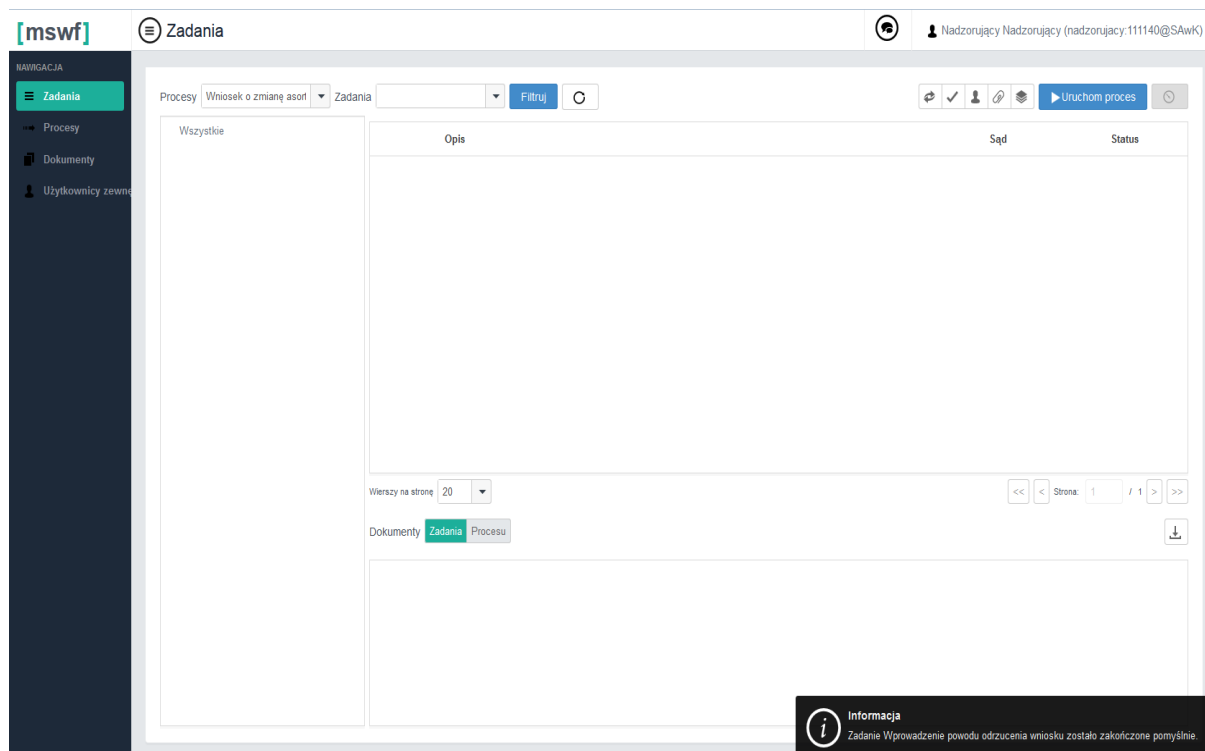 [mswf]
Zadania
Nadzorujący Nadzorujący (nadzorujacy:111140@SAwK)
NAWIGACJA
Zadania
Procesy
Dokumenty
Użytkownicy zewnę
Procesy Wniosek o zmianę asort Zadania Filtruj
Uruchom proces
Wszystkie
Opis Sąd Status
Wierszy na stronę 20
<< < Strona: 1 / 1 > >>
Dokumenty Zadania Procesu
Informacja
Zadanie Wprowadzenie powodu odrzucenia wniosku zostało zakończone pomyślnie.